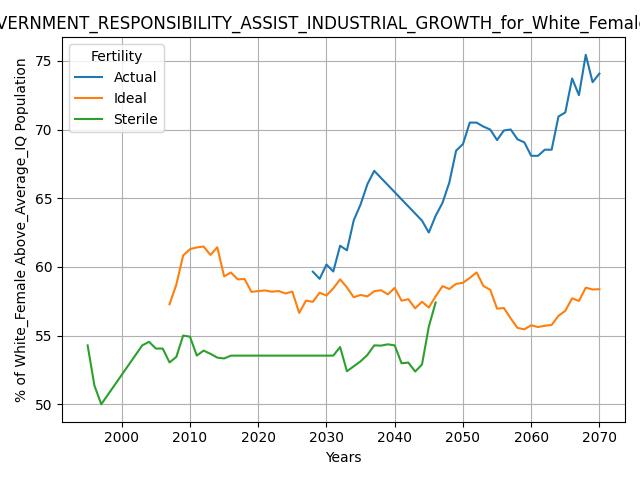 VERNMENT_RESPONSIBILITY_ASSIST_INDUSTRIAL_GROWTH_for_White_Female
Fertility
Actual
Ideal
Sterile
% of White_Female Above_Average_IQ Population
75
70
65
60
55
50
2000 2010 2020 2030 2040 2050 2060 2070
Years